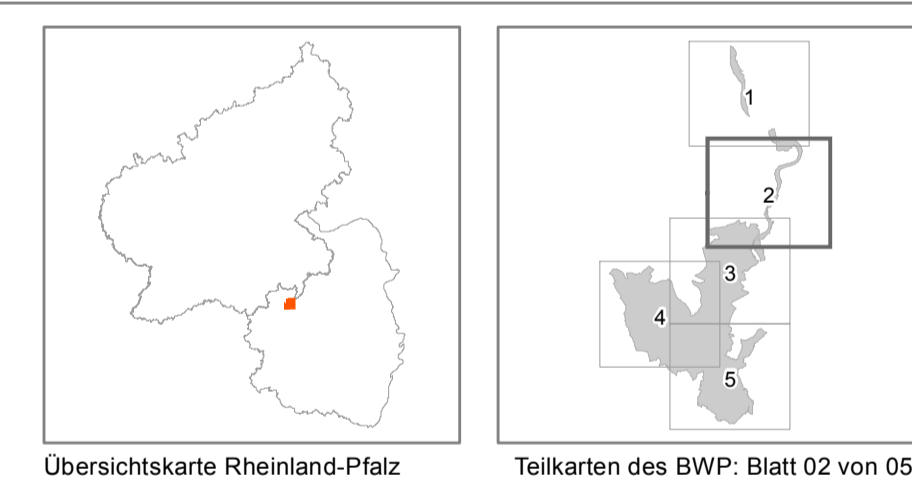 1
2
3
4
5
Übersichtskarte Rheinland-Pfalz
Teilkarten des BWP: Blatt 02 von 05